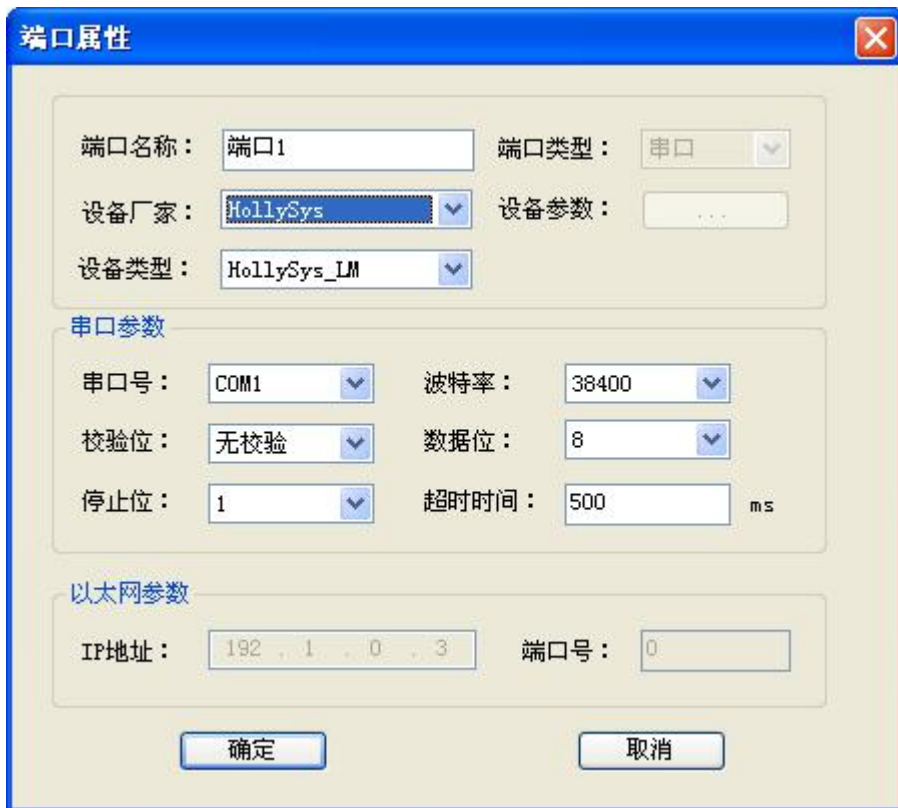 端口属性
端口名称： 端口1 端口类型： 串口
设备厂家： HollySys 设备参数： ...
设备类型： HollySys_LM
串口参数
串口号： COM1 波特率： 38400
校验位： 无校验 数据位： 8
停止位： 1 超时时间： 500 ms
以太网参数
IP地址： 192 . 1 . 0 . 3 端口号： 0
确定 取消